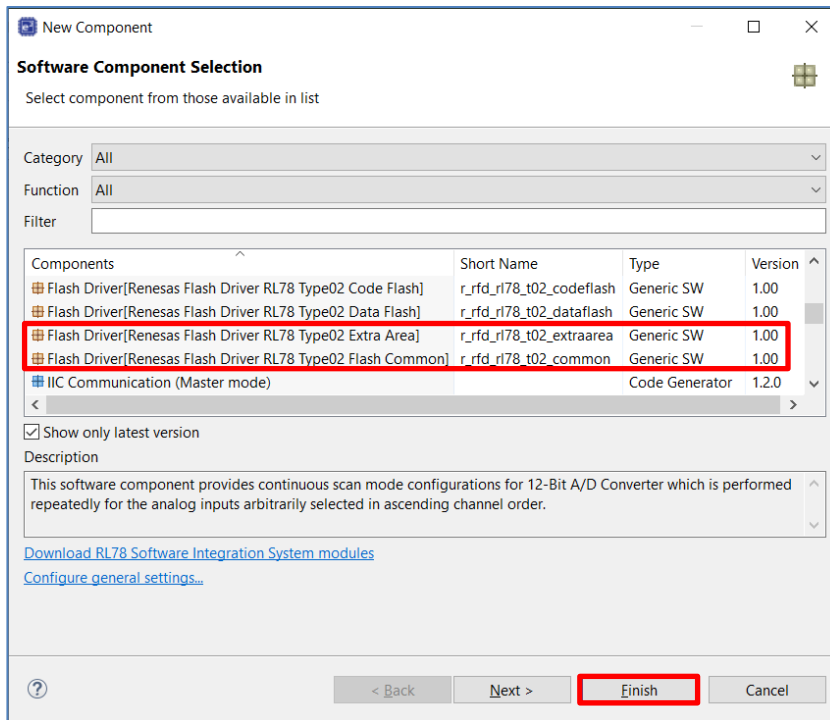 New Component
Software Component Selection
Select component from those available in list
Category All
Function All
Filter
Components Short Name Type Version
Flash Driver[Renesas Flash Driver RL78 Type02 Code Flash] r_rfd_rl78_t02_codeflash Generic SW 1.00
Flash Driver[Renesas Flash Driver RL78 Type02 Data Flash] r_rfd_rl78_t02_dataflash Generic SW 1.00
Flash Driver[Renesas Flash Driver RL78 Type02 Extra Area] r_rfd_rl78_t02_extraarea Generic SW 1.00
Flash Driver[Renesas Flash Driver RL78 Type02 Flash Common] r_rfd_rl78_t02_common Generic SW 1.00
IIC Communication (Master mode) Code Generator 1.2.0
Show only latest version
Description
This software component provides continuous scan mode configurations for 12-Bit A/D Converter which is performed
repeatedly for the analog inputs arbitrarily selected in ascending channel order.
Download RL78 Software Integration System modules
Configure general settings...
? < Back Next > Finish Cancel